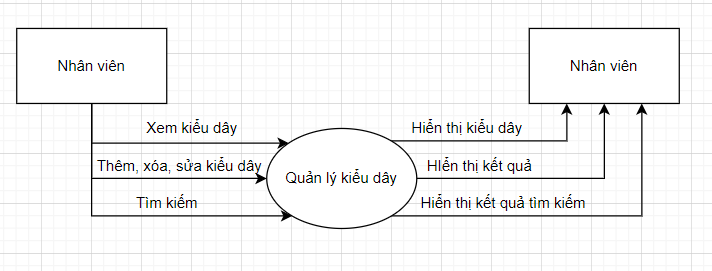 Nhân viên
Nhân viên
Xem kiểu dây
Hiển thị kiểu dây
Thêm, xóa, sửa kiểu dây
Quản lý kiểu dây
HIển thị kết quả
Tìm kiếm
Hiển thị kết quả tìm kiếm